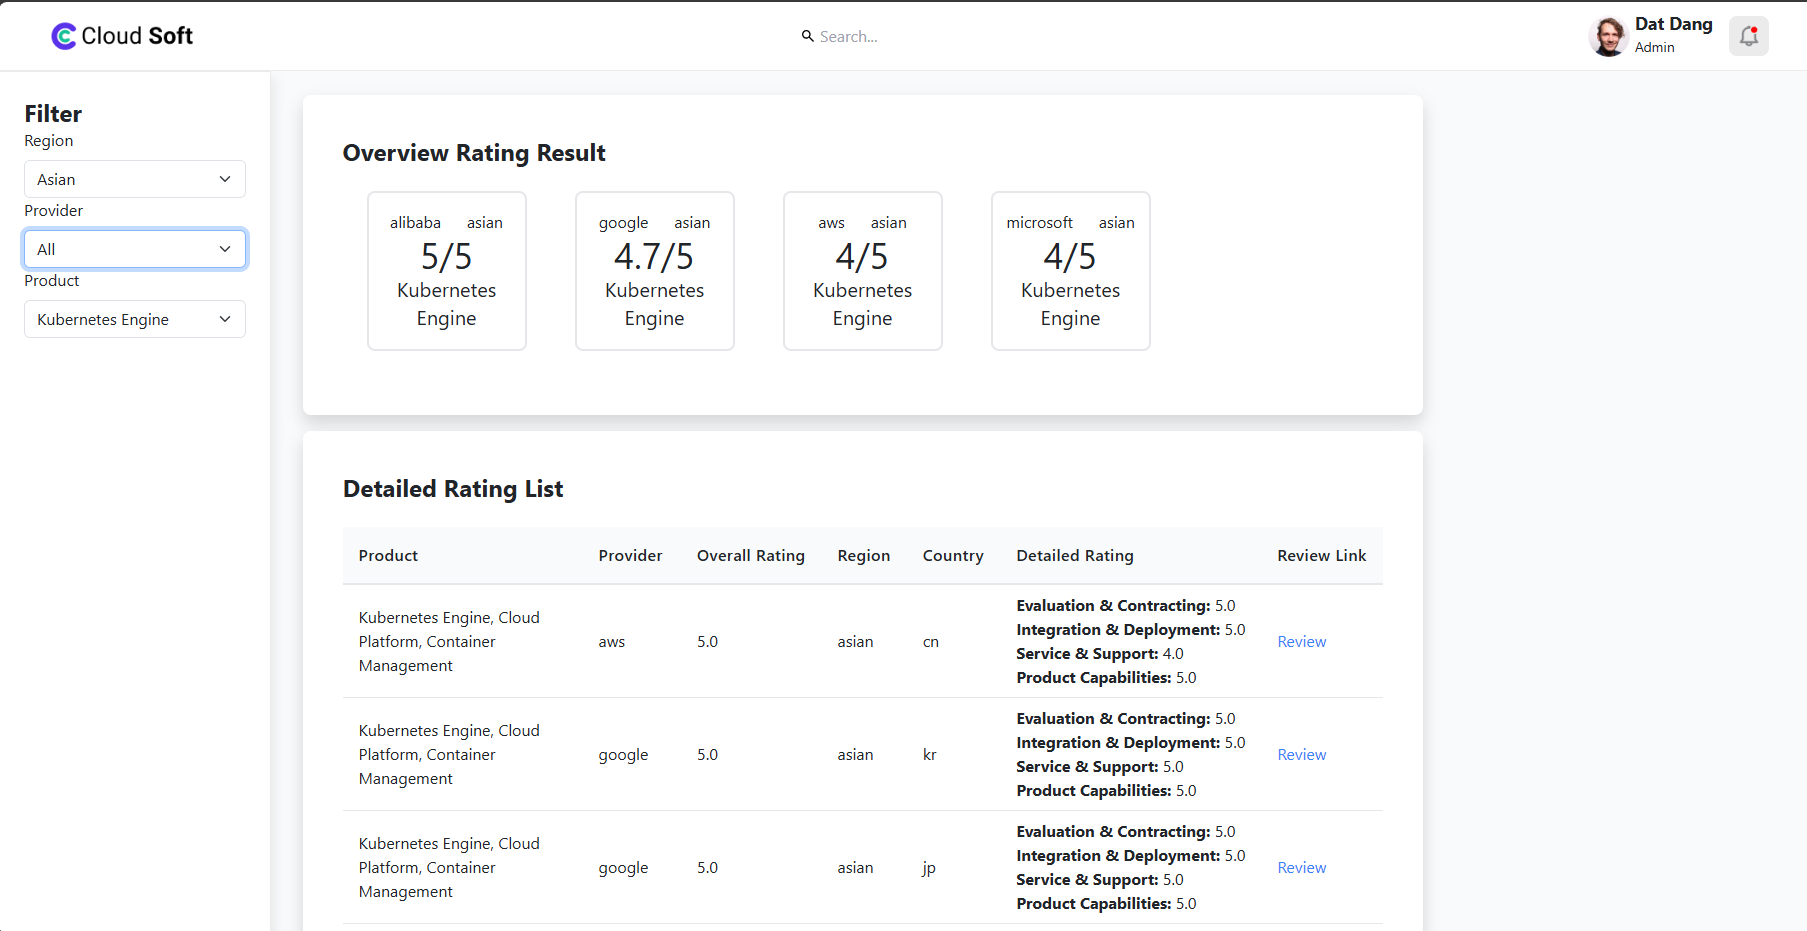 Cloud Soft
Search...
Dat Dang
Admin
Filter
Region
Asian
Provider
All
Product
Kubernetes Engine
Overview Rating Result
alibaba asian
5/5
Kubernetes
Engine
google asian
4.7/5
Kubernetes
Engine
aws asian
4/5
Kubernetes
Engine
microsoft asian
4/5
Kubernetes
Engine
Detailed Rating List
Product Provider Overall Rating Region Country Detailed Rating Review Link
Kubernetes Engine, Cloud
Platform, Container
Management
aws 5.0 asian cn
Evaluation & Contracting: 5.0
Integration & Deployment: 5.0
Service & Support: 4.0
Product Capabilities: 5.0
Review
Kubernetes Engine, Cloud
Platform, Container
Management
google 5.0 asian kr
Evaluation & Contracting: 5.0
Integration & Deployment: 5.0
Service & Support: 5.0
Product Capabilities: 5.0
Review
Kubernetes Engine, Cloud
Platform, Container
Management
google 5.0 asian jp
Evaluation & Contracting: 5.0
Integration & Deployment: 5.0
Service & Support: 5.0
Product Capabilities: 5.0
Review